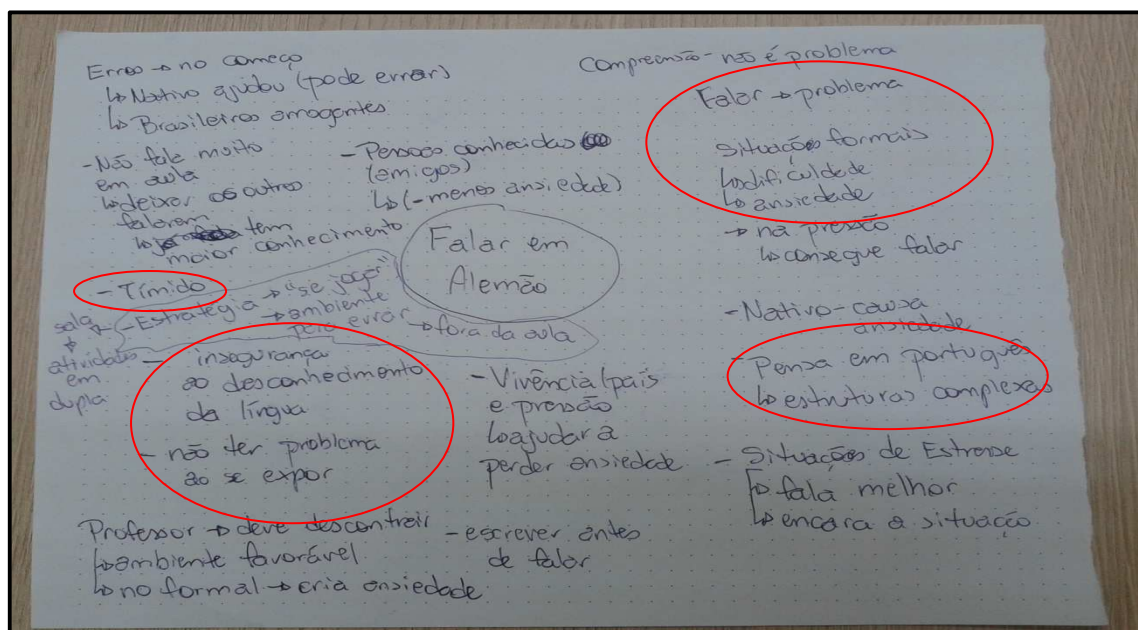 Erros → no começo
↳ Nativo ajudou (pode errar)
↳ Brasileiros arrogantes
- Não fala muito
em aula
↳ deixar os outros
falarem
↳ tem
maior conhecimento
- Tímido
- Estratégia → "se jogar"
→ ambiente
para errar → fora da aula
sala
atividades
em
dupla
- insegurança
ao desconhecimento
da língua
- não ter problema
ao se expor
Professor → deve descontrair
↳ ambiente favorável
↳ no formal → cria ansiedade
- Pessoas conhecidas
(amigos)
↳ (- menos ansiedade)
Falar em
Alemão
- Vivência (país
e pressão
↳ ajudar a
perder ansiedade
- escrever antes
de falar
Compreensão - não é problema
Falar → problema
situações formais
↳ dificuldade
↳ ansiedade
→ na pressão
↳ consegue falar
- Nativo - causa
ansiedade
- Pensa em português
↳ estruturas complexas
- Situações de Estresse
↳ fala melhor
↳ encara a situação